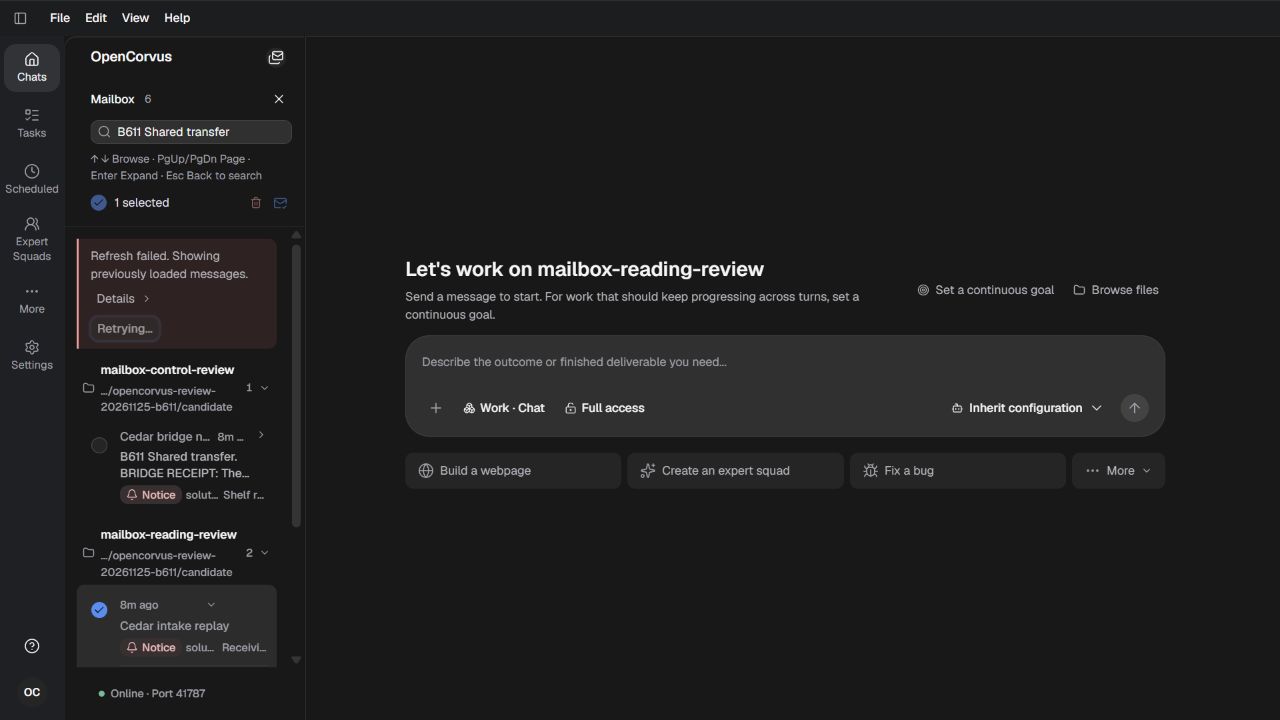 File Edit View Help
OpenCorvus
Chats
Mailbox 6
B611 Shared transfer
Tasks
↑↓ Browse · PgUp/PgDn Page ·
Enter Expand · Esc Back to search
Scheduled
1 selected
Expert
Squads
Refresh failed. Showing
previously loaded messages.
Details
Retrying...
More
Settings
mailbox-control-review
.../opencorvus-review-
20261125-b611/candidate
1
Cedar bridge n... 8m ...
B611 Shared transfer.
BRIDGE RECEIPT: The...
Notice solut... Shelf r...
mailbox-reading-review
.../opencorvus-review-
20261125-b611/candidate
2
8m ago
Cedar intake replay
Notice solu... Receivi...
OC
Online · Port 41787
Let's work on mailbox-reading-review
Send a message to start. For work that should keep progressing across turns, set a
continuous goal.
Set a continuous goal
Browse files
Describe the outcome or finished deliverable you need...
Work · Chat
Full access
Inherit configuration
Build a webpage
Create an expert squad
Fix a bug
More